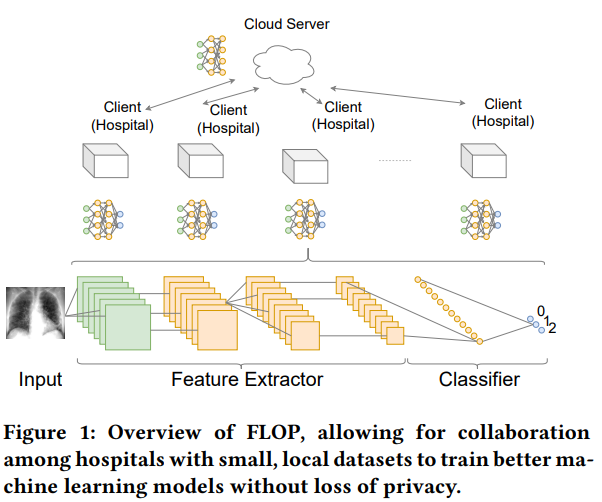 Cloud Server
Client
(Hospital)
Client
(Hospital)
Client
(Hospital)
Client
(Hospital)
0
1
2
Input
Feature Extractor
Classifier
Figure 1: Overview of FLOP, allowing for collaboration
among hospitals with small, local datasets to train better ma-
chine learning models without loss of privacy.